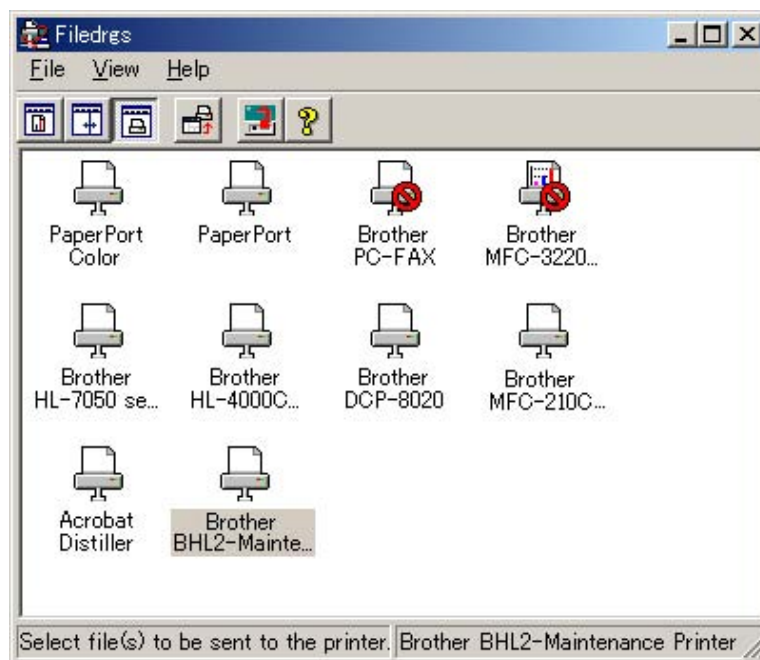 Filedrgs
File View Help
PaperPort
Color
PaperPort
Brother
PC-FAX
Brother
MFC-3220...
Brother
HL-7050 se...
Brother
HL-4000C...
Brother
DCP-8020
Brother
MFC-210C...
Acrobat
Distiller
Brother
BHL2-Mainte...
Select file(s) to be sent to the printer. Brother BHL2-Maintenance Printer